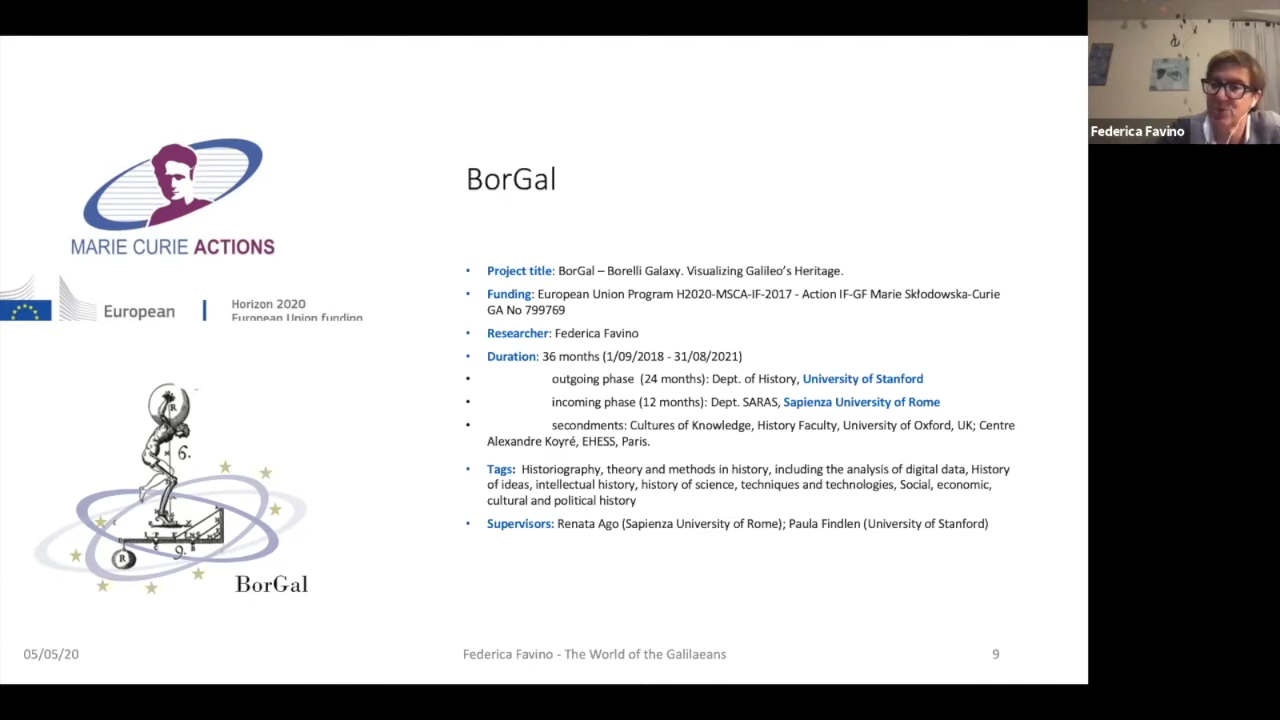 MARIE CURIE ACTIONS
European
Horizon 2020
European Union funding
R
6.
9.
R
BorGal
BorGal
• Project title: BorGal – Borelli Galaxy. Visualizing Galileo's Heritage.
• Funding: European Union Program H2020-MSCA-IF-2017 - Action IF-GF Marie Skłodowska-Curie
GA No 799769
• Researcher: Federica Favino
• Duration: 36 months (1/09/2018 - 31/08/2021)
• outgoing phase (24 months): Dept. of History, University of Stanford
• incoming phase (12 months): Dept. SARAS, Sapienza University of Rome
• secondments: Cultures of Knowledge, History Faculty, University of Oxford, UK; Centre
Alexandre Koyré, EHESS, Paris.
• Tags: Historiography, theory and methods in history, including the analysis of digital data, History
of ideas, intellectual history, history of science, techniques and technologies, Social, economic,
cultural and political history
• Supervisors: Renata Ago (Sapienza University of Rome); Paula Findlen (University of Stanford)
05/05/20
Federica Favino - The World of the Galilaeans
9
Federica Favino